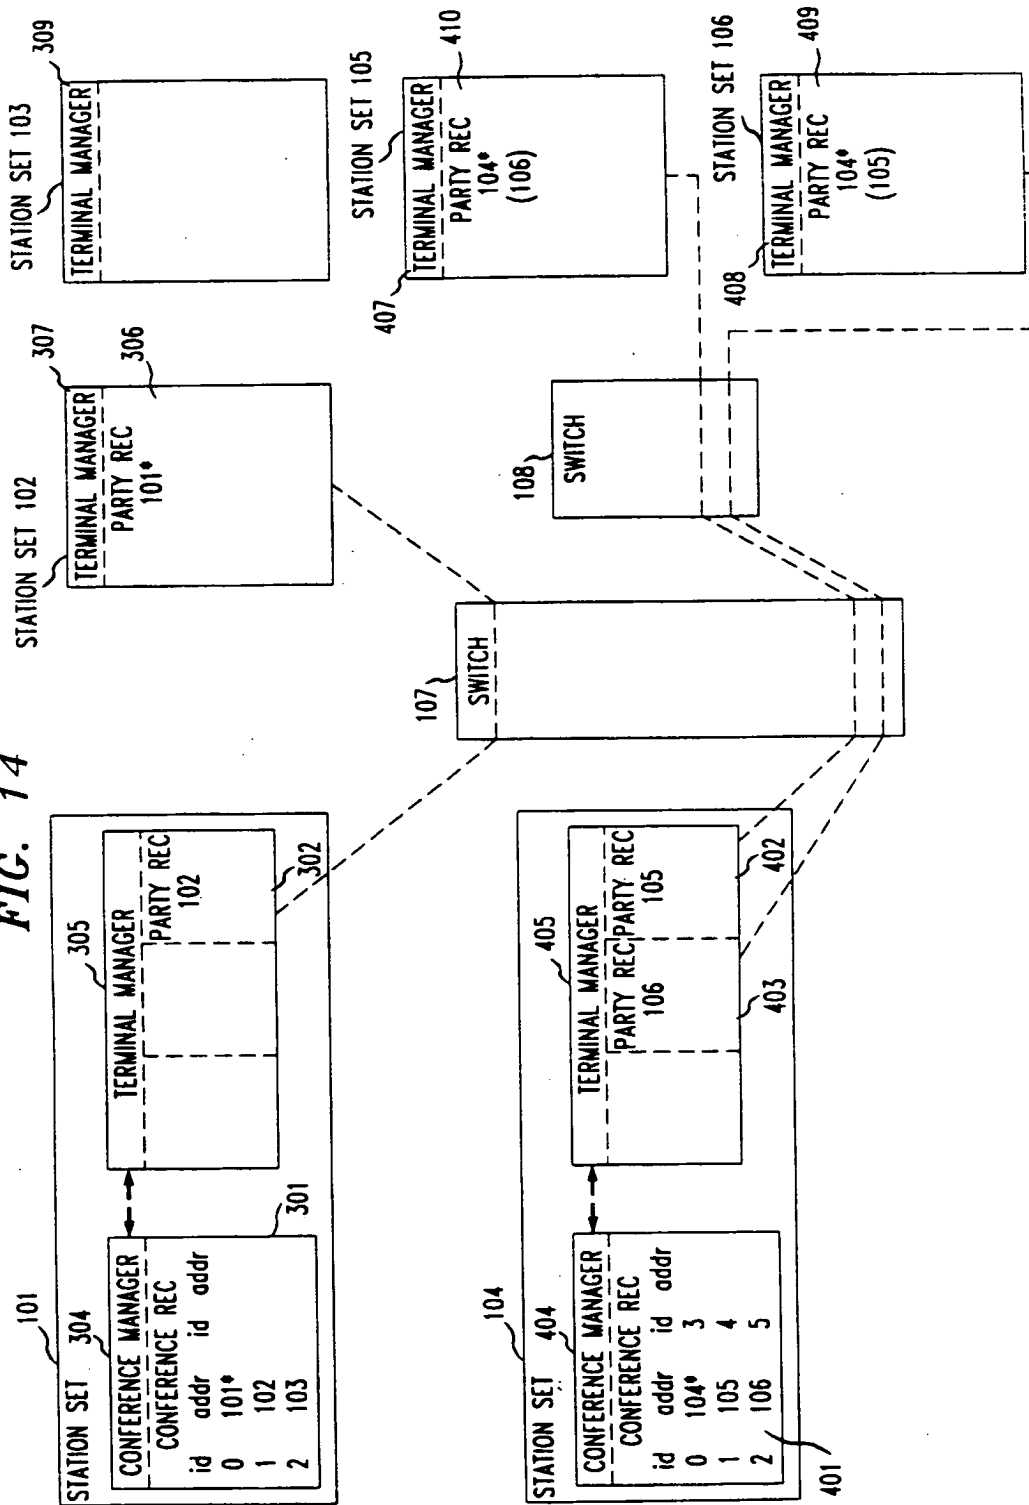 FIG. 14
STATION SET
101
304
CONFERENCE MANAGER
CONFERENCE REC
id addr id addr
0 101*
1 102
2 103
301
305
TERMINAL MANAGER
PARTY REC
102
302
STATION SET
104
404
CONFERENCE MANAGER
CONFERENCE REC
id addr id addr
0 104* 3
1 105 4
2 106 5
401
405
TERMINAL MANAGER
PARTY REC
106
PARTY REC
105
403
402
107
SWITCH
108
SWITCH
STATION SET 102
307
TERMINAL MANAGER
PARTY REC
101*
306
STATION SET 103
309
TERMINAL MANAGER
STATION SET 105
407
TERMINAL MANAGER
PARTY REC
104*
(106)
410
STATION SET 106
408
TERMINAL MANAGER
PARTY REC
104*
(105)
409